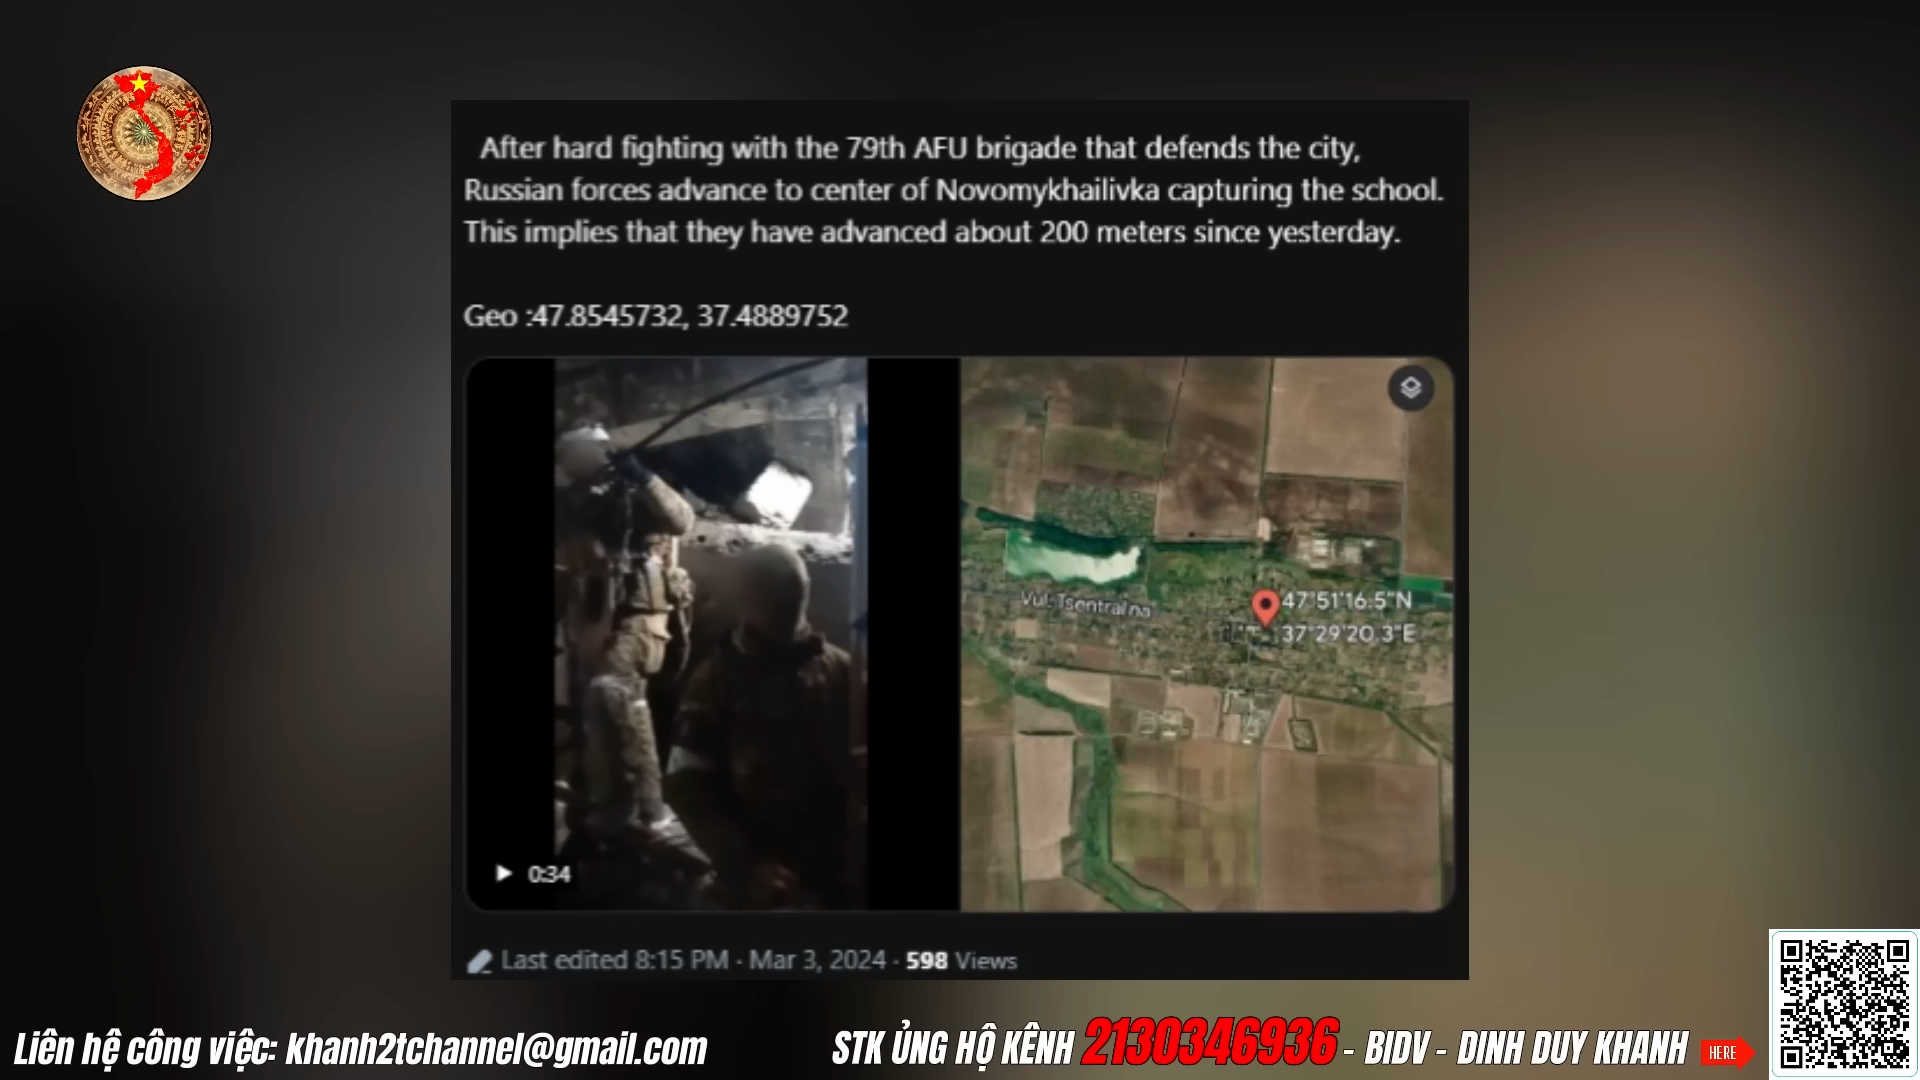 After hard fighting with the 79th AFU brigade that defends the city,
Russian forces advance to center of Novomykhailivka capturing the school.
This implies that they have advanced about 200 meters since yesterday.
Geo :47.8545732, 37.4889752
Vul. Tsentral'na
47°51'16.5"N
37°29'20.3"E
0:34
Last edited 8:15 PM · Mar 3, 2024 · 598 Views
Liên hệ công việc: khanh2tchannel@gmail.com
STK ỦNG HỘ KÊNH 2130346936 - BIDV - DINH DUY KHANH
HERE